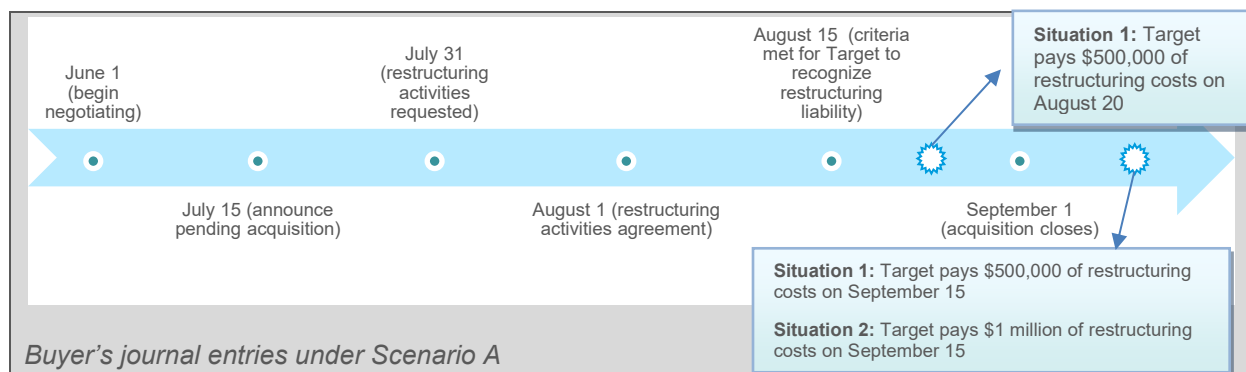 June 1
(begin
negotiating)
July 31
(restructuring
activities
requested)
August 15  (criteria
met for Target to
recognize
restructuring
liability)
Situation 1: Target
pays $500,000 of
restructuring costs on
August 20
July 15 (announce
pending acquisition)
August 1 (restructuring
activities agreement)
September 1
(acquisition closes)
Situation 1: Target pays $500,000 of restructuring
costs on September 15
Situation 2: Target pays $1 million of restructuring
costs on September 15
Buyer’s journal entries under Scenario A